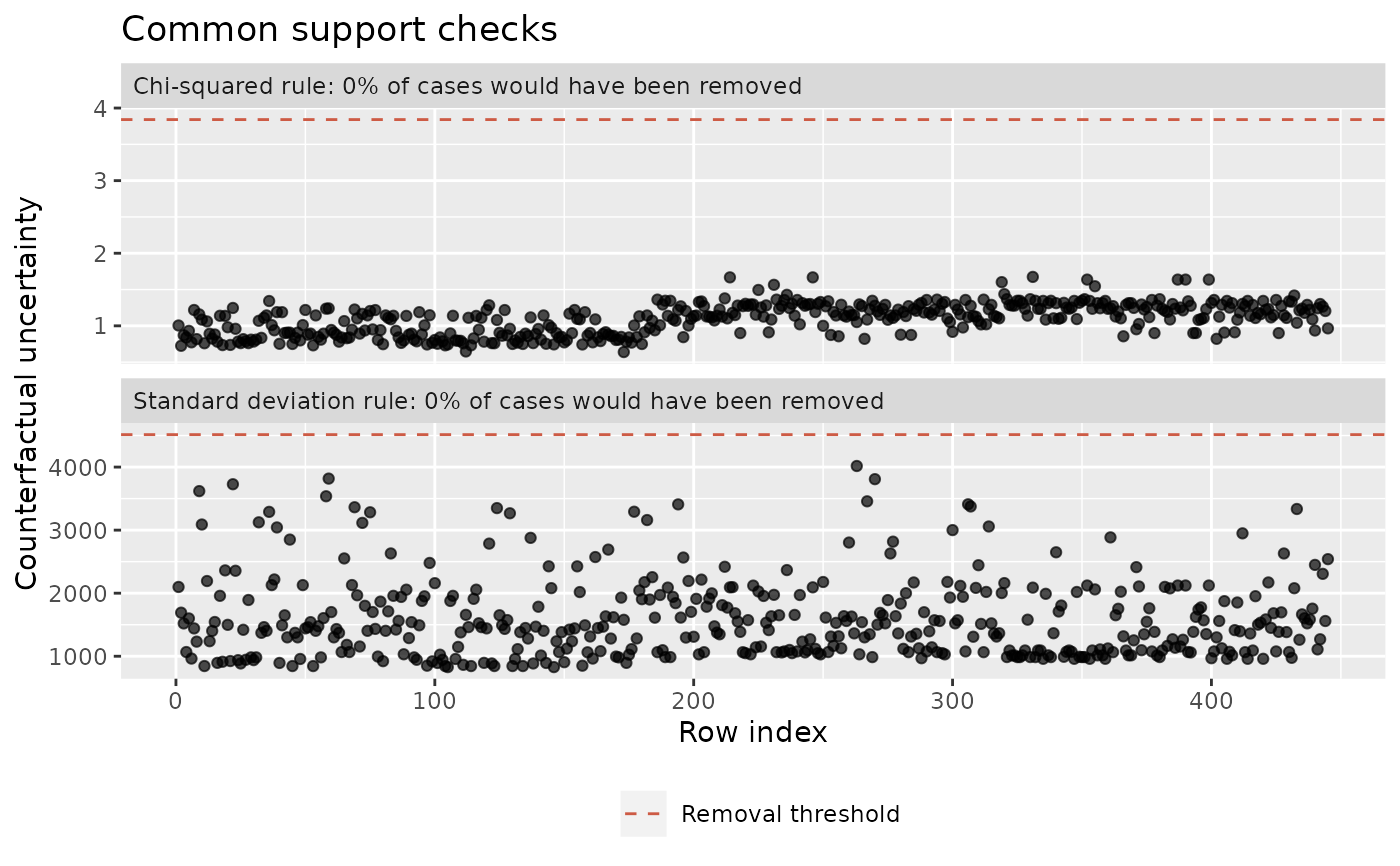 Common support checks
Chi-squared rule: 0% of cases would have been removed
4
3
2
1
Counterfactual uncertainty
Standard deviation rule: 0% of cases would have been removed
4000
3000
2000
1000
0 100 200 300 400
Row index
Removal threshold